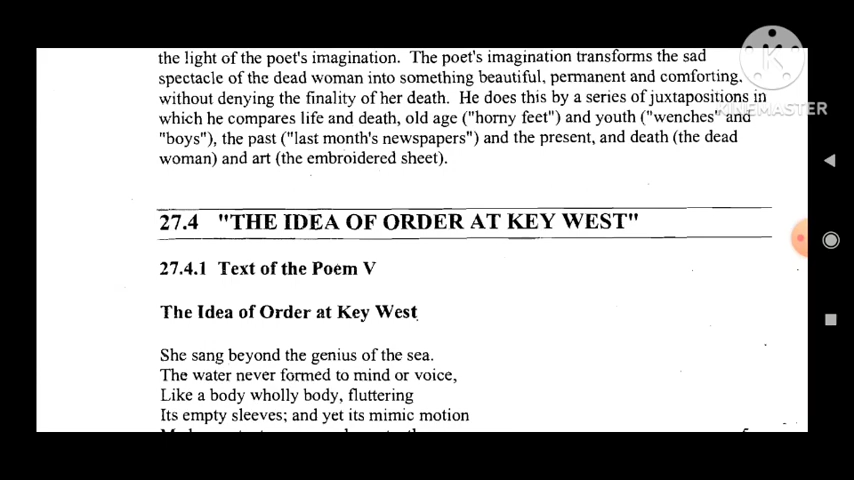 the light of the poet's imagination. The poet's imagination transforms the sad
spectacle of the dead woman into something beautiful, permanent and comforting,
without denying the finality of her death. He does this by a series of juxtapositions in
which he compares life and death, old age ("horny feet") and youth ("wenches" and
"boys"), the past ("last month's newspapers") and the present, and death (the dead
woman) and art (the embroidered sheet).
KINEMASTER
27.4 "THE IDEA OF ORDER AT KEY WEST"
27.4.1 Text of the Poem V
The Idea of Order at Key West
She sang beyond the genius of the sea.
The water never formed to mind or voice,
Like a body wholly body, fluttering
Its empty sleeves; and yet its mimic motion